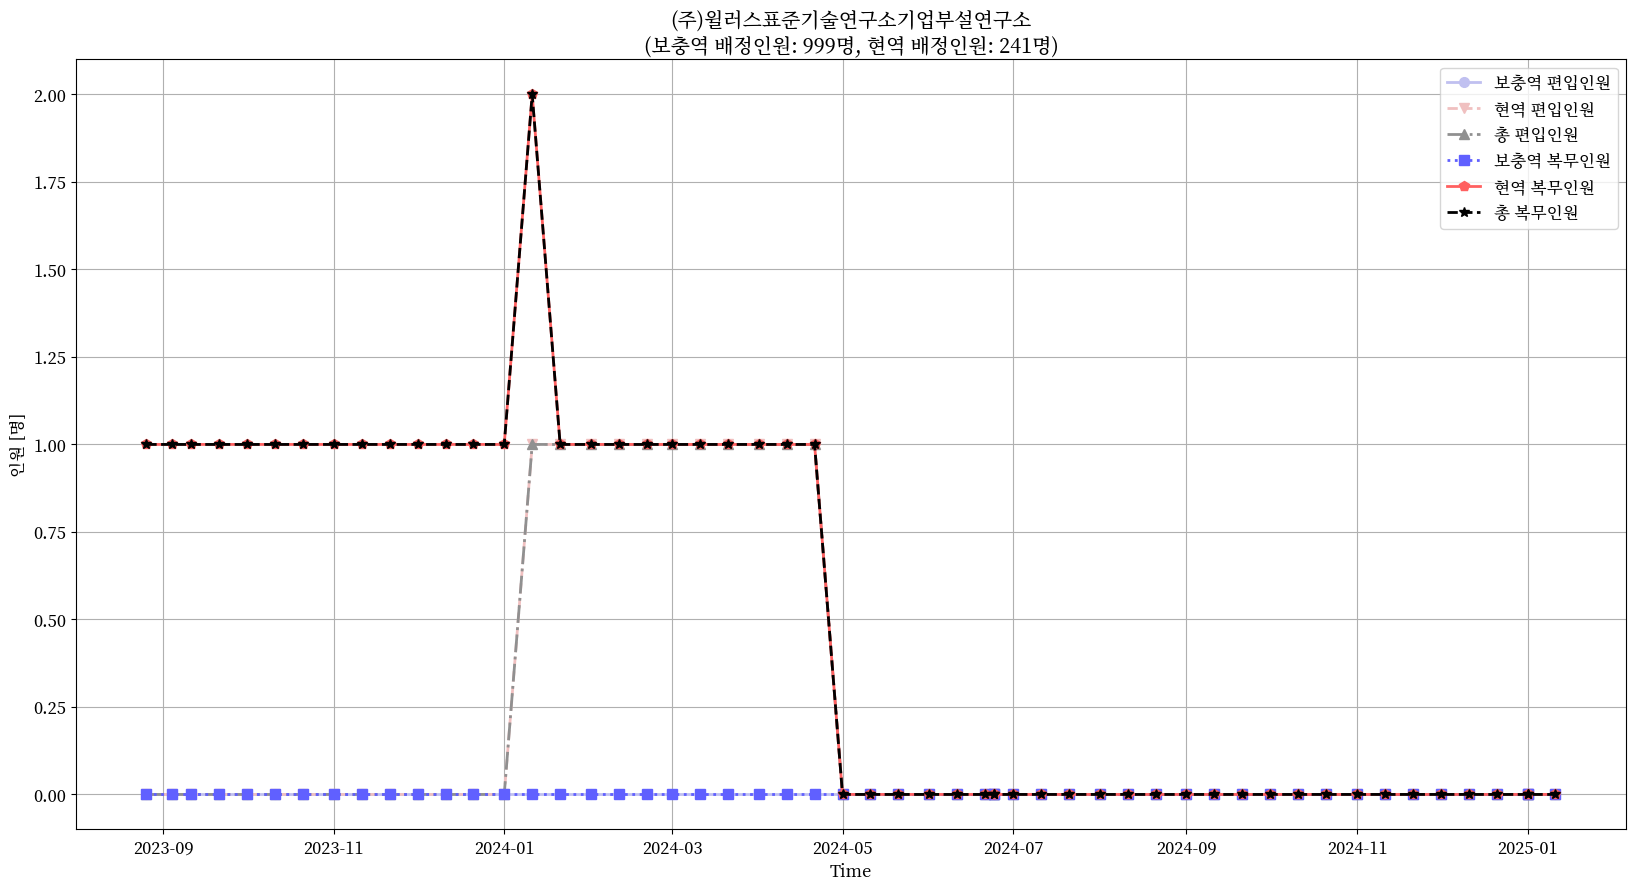 (주)윌러스표준기술연구소기업부설연구소
(보충역 배정인원: 999명, 현역 배정인원: 241명)
보충역 편입인원
현역 편입인원
총 편입인원
보충역 복무인원
현역 복무인원
총 복무인원
2.00
1.75
1.50
1.25
1.00
0.75
0.50
0.25
0.00
인원 [명]
2023-09 2023-11 2024-01 2024-03 2024-05 2024-07 2024-09 2024-11 2025-01
Time